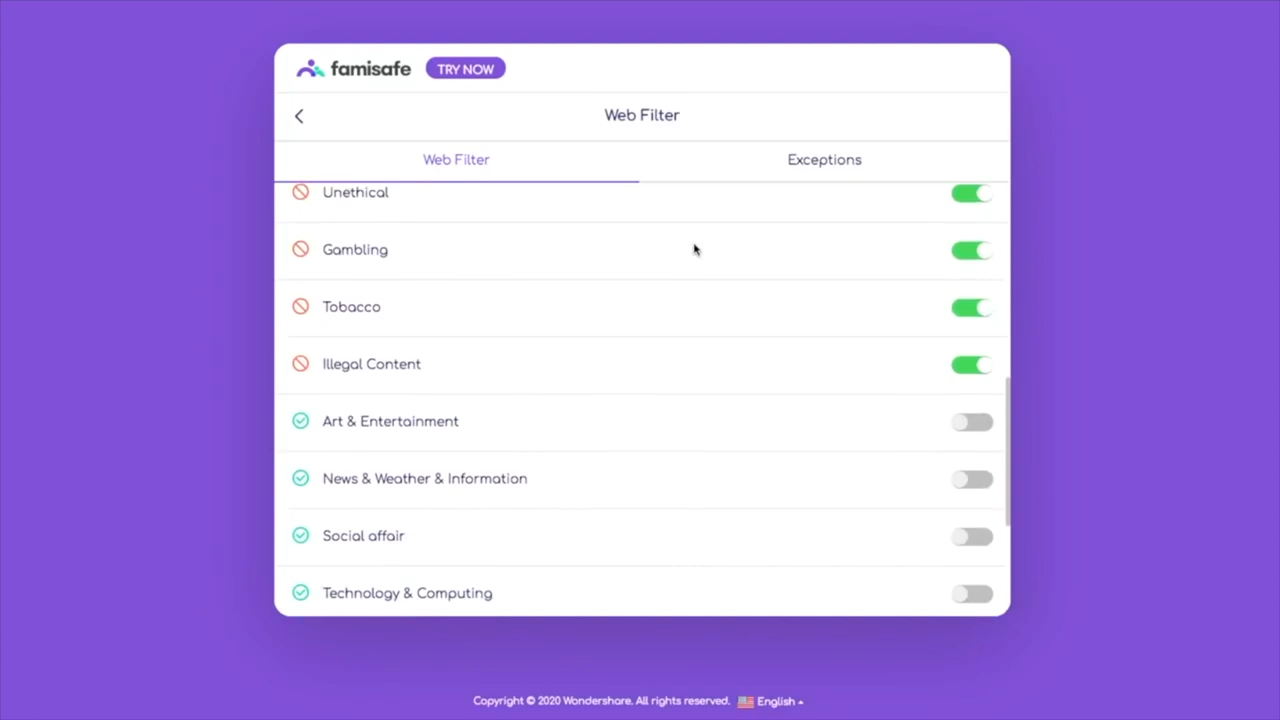 famisafe TRY NOW
Web Filter
Web Filter Exceptions
Unethical
Gambling
Tobacco
Illegal Content
Art & Entertainment
News & Weather & Information
Social affair
Technology & Computing
Copyright © 2020 Wondershare. All rights reserved. English